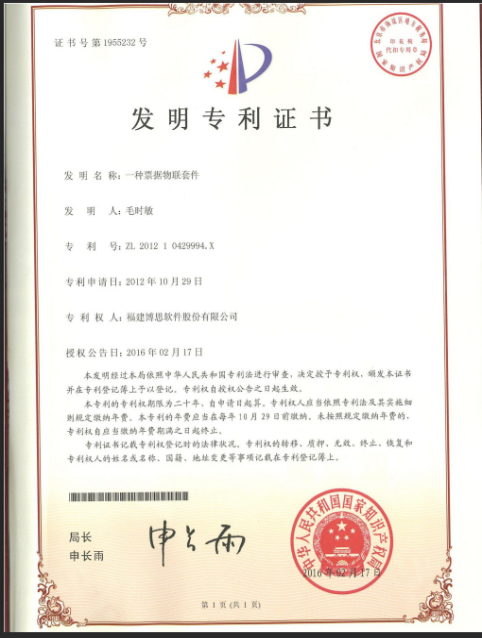 证书号第1955232号
印花税
代扣专用章
发明专利证书
发明名称：一种票据物联套件
发明人：毛时敏
专利号：ZL 2012 1 0429994.X
专利申请日：2012年10月29日
专利权人：福建博思软件股份有限公司
授权公告日：2016年02月17日
本发明经过本局依照中华人民共和国专利法进行审查，决定授予专利权，颁发本证书
并在专利登记簿上予以登记。专利权自授权公告之日起生效。
本专利的专利权期限为二十年，自申请日起算。专利权人应当依照专利法及其实施细
则规定缴纳年费。本专利的年费应当在每年10月29日前缴纳。未按照规定缴纳年费的，
专利权自应当缴纳年费期满之日起终止。
专利证书记载专利权登记时的法律状况。专利权的转移、质押、无效、终止、恢复和
专利权人的姓名或名称、国籍、地址变更等事项记载在专利登记簿上。
局长
申长雨
申长雨
中华人民共和国国家知识产权局
2016年02月17日
第1页（共1页）